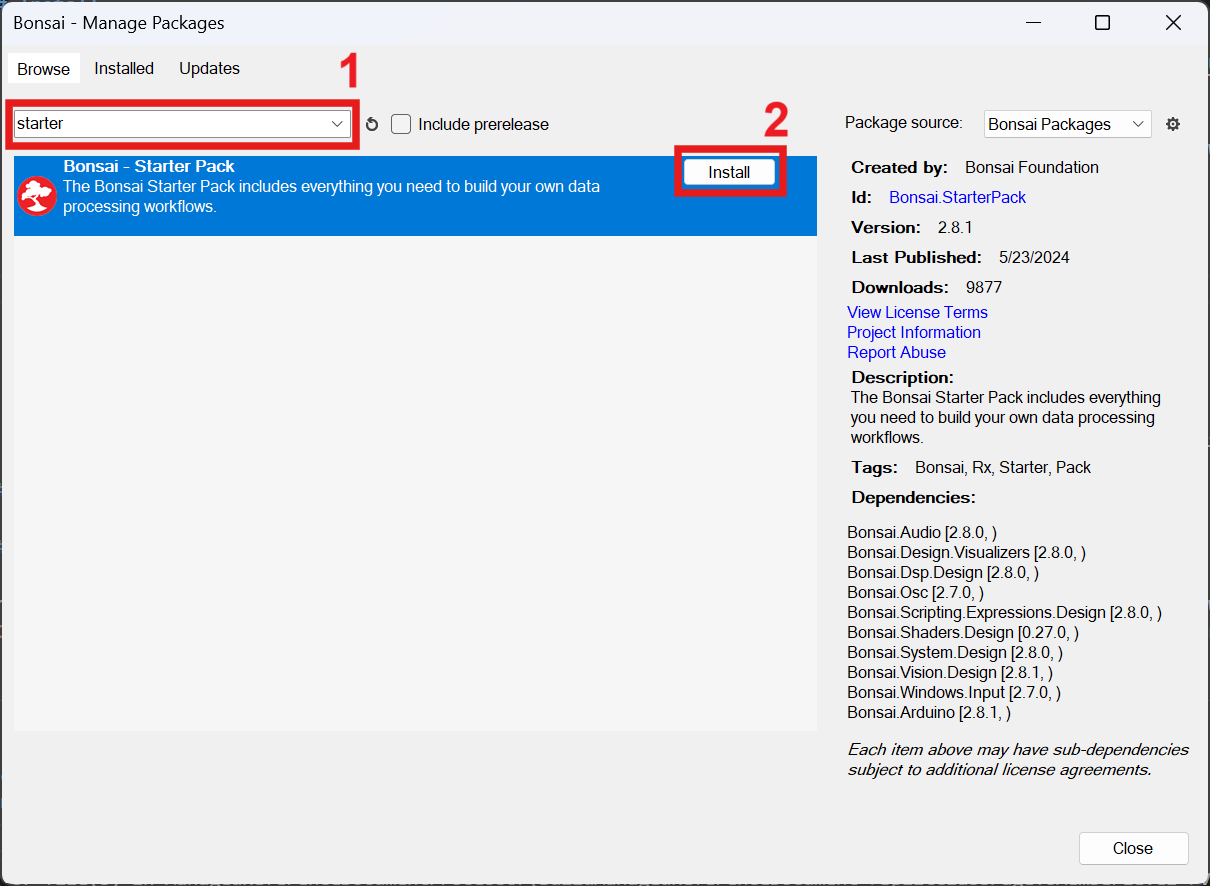 Bonsai - Manage Packages
Browse Installed Updates
1
starter
Include prerelease
2
Package source: Bonsai Packages
Bonsai - Starter Pack
The Bonsai Starter Pack includes everything you need to build your own data
processing workflows.
Install
Created by: Bonsai Foundation
Id: Bonsai.StarterPack
Version: 2.8.1
Last Published: 5/23/2024
Downloads: 9877
View License Terms
Project Information
Report Abuse
Description:
The Bonsai Starter Pack includes everything
you need to build your own data processing
workflows.
Tags: Bonsai, Rx, Starter, Pack
Dependencies:
Bonsai.Audio [2.8.0, )
Bonsai.Design.Visualizers [2.8.0, )
Bonsai.Dsp.Design [2.8.0, )
Bonsai.Osc [2.7.0, )
Bonsai.Scripting.Expressions.Design [2.8.0, )
Bonsai.Shaders.Design [0.27.0, )
Bonsai.System.Design [2.8.0, )
Bonsai.Vision.Design [2.8.1, )
Bonsai.Windows.Input [2.7.0, )
Bonsai.Arduino [2.8.1, )
Each item above may have sub-dependencies
subject to additional license agreements.
Close